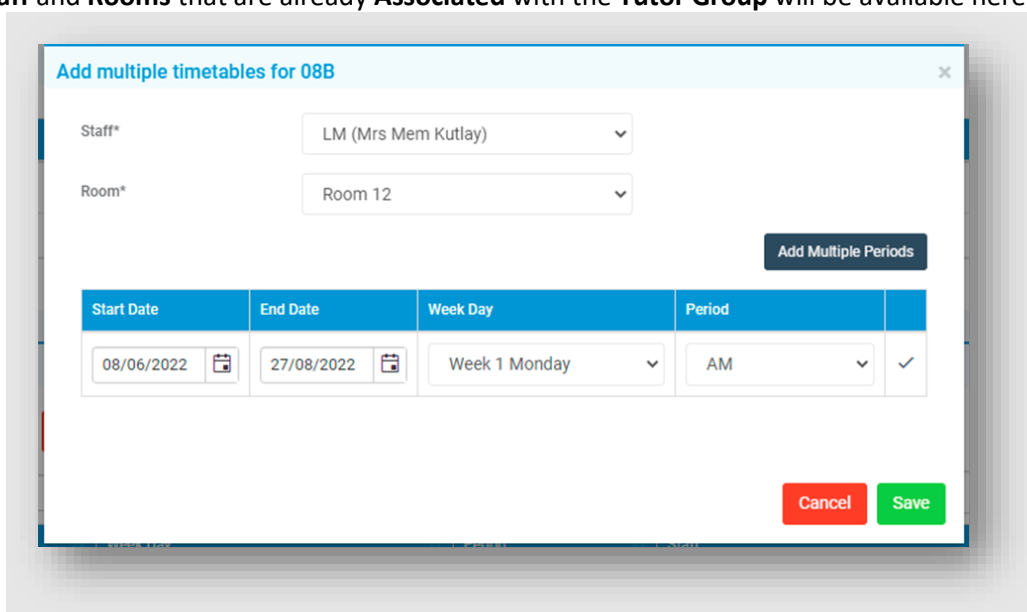 and Rooms that are already Associated with the Tutor Group will be available here
Add multiple timetables for 08B
×
Staff*
LM (Mrs Mem Kutlay)
Room*
Room 12
Add Multiple Periods
Start Date End Date Week Day Period
08/06/2022 27/08/2022 Week 1 Monday AM
Cancel Save